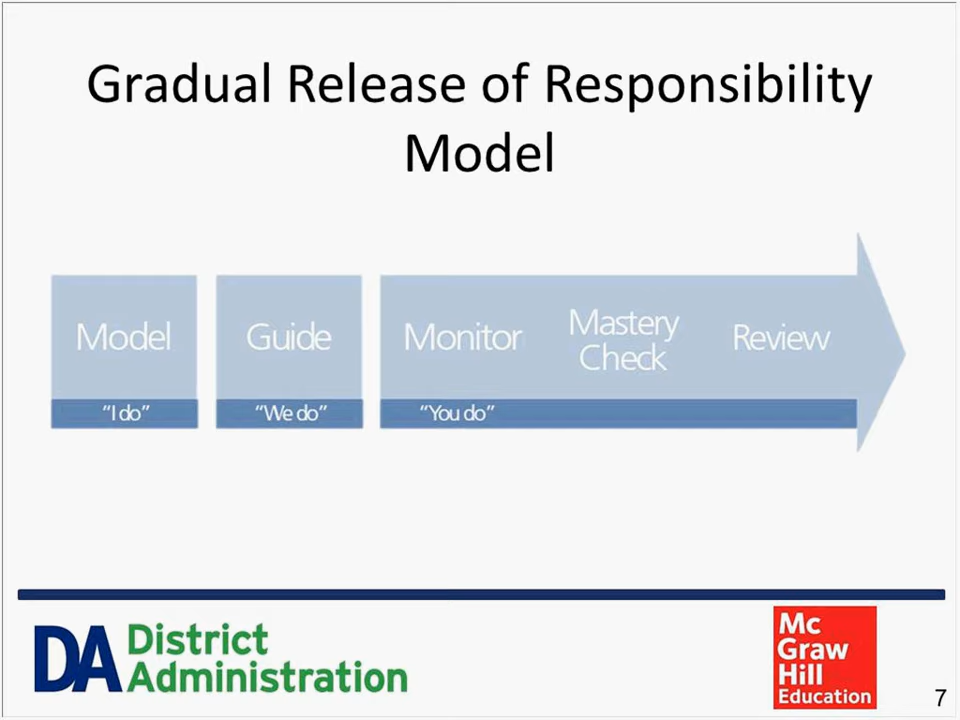 Gradual Release of Responsibility
Model
Model
Guide
Monitor
Mastery
Check
Review
"I do"
"We do"
"You do"
DA District
Administration
Mc
Graw
Hill
Education
7